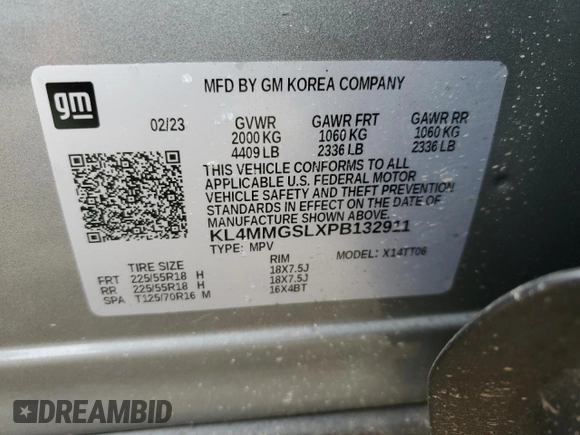 gm
MFD BY GM KOREA COMPANY
02/23 GVWR GAWR FRT GAWR RR
2000 KG 1060 KG 1060 KG
4409 LB 2336 LB 2336 LB
THIS VEHICLE CONFORMS TO ALL
APPLICABLE U.S. FEDERAL MOTOR
VEHICLE SAFETY AND THEFT PREVENTION
STANDARDS IN EFFECT ON THE DATE OF
MANUFACTURE SHOWN ABOVE.
KL4MMGSLXPB132911
TYPE: MPV MODEL: X14TT06
TIRE SIZE RIM
FRT 225/55R18 H 18X7.5J
RR 225/55R18 H 18X7.5J
SPA T125/70R16 M 16X4BT
DREAMBID